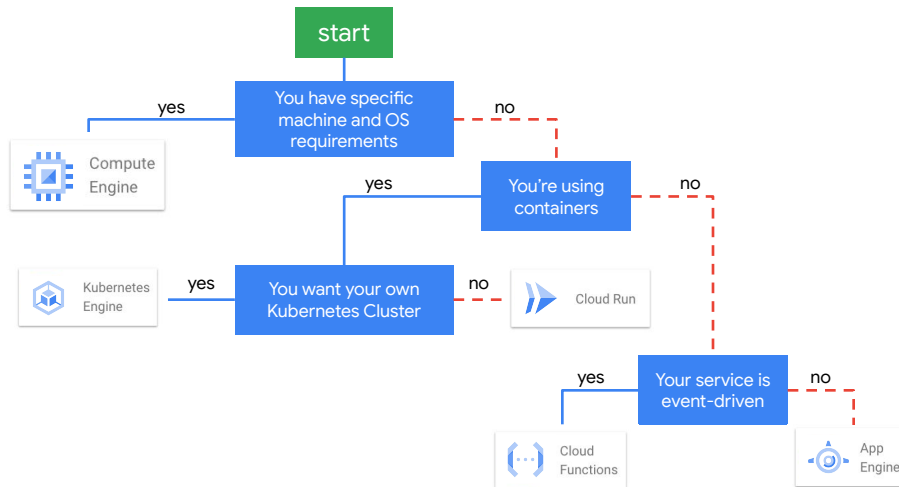 start
yes
You have specific
machine and OS
requirements
no
Compute
Engine
yes
You're using
containers
no
Kubernetes
Engine
yes
You want your own
Kubernetes Cluster
no
Cloud Run
yes
Your service is
event-driven
no
Cloud
Functions
App
Engine